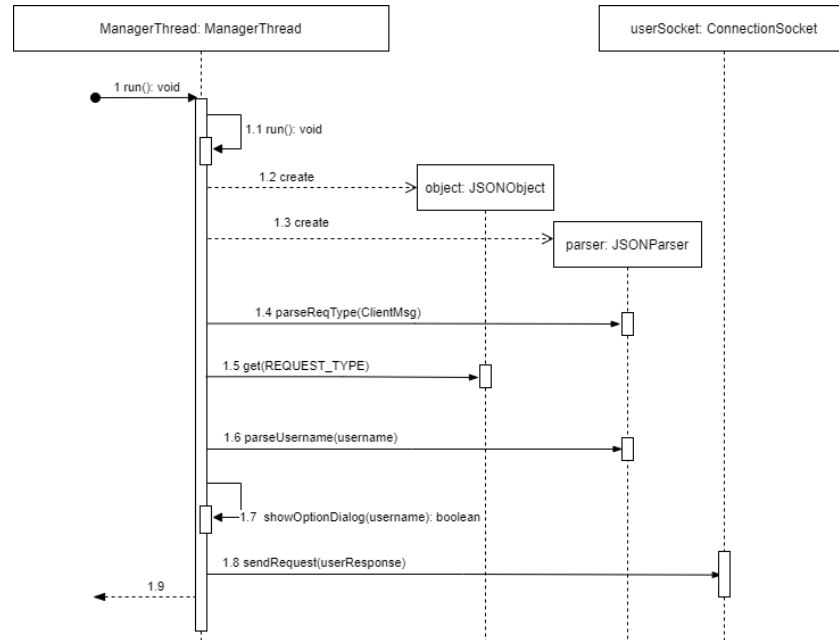 ManagerThread: ManagerThread
userSocket: ConnectionSocket
1 run(): void
1.1 run(): void
1.2 create
object: JSONObject
1.3 create
parser: JSONParser
1.4 parseReqType(ClientMsg)
1.5 get(REQUEST_TYPE)
1.6 parseUsername(username)
1.7 showOptionDialog(username): boolean
1.8 sendRequest(userResponse)
1.9